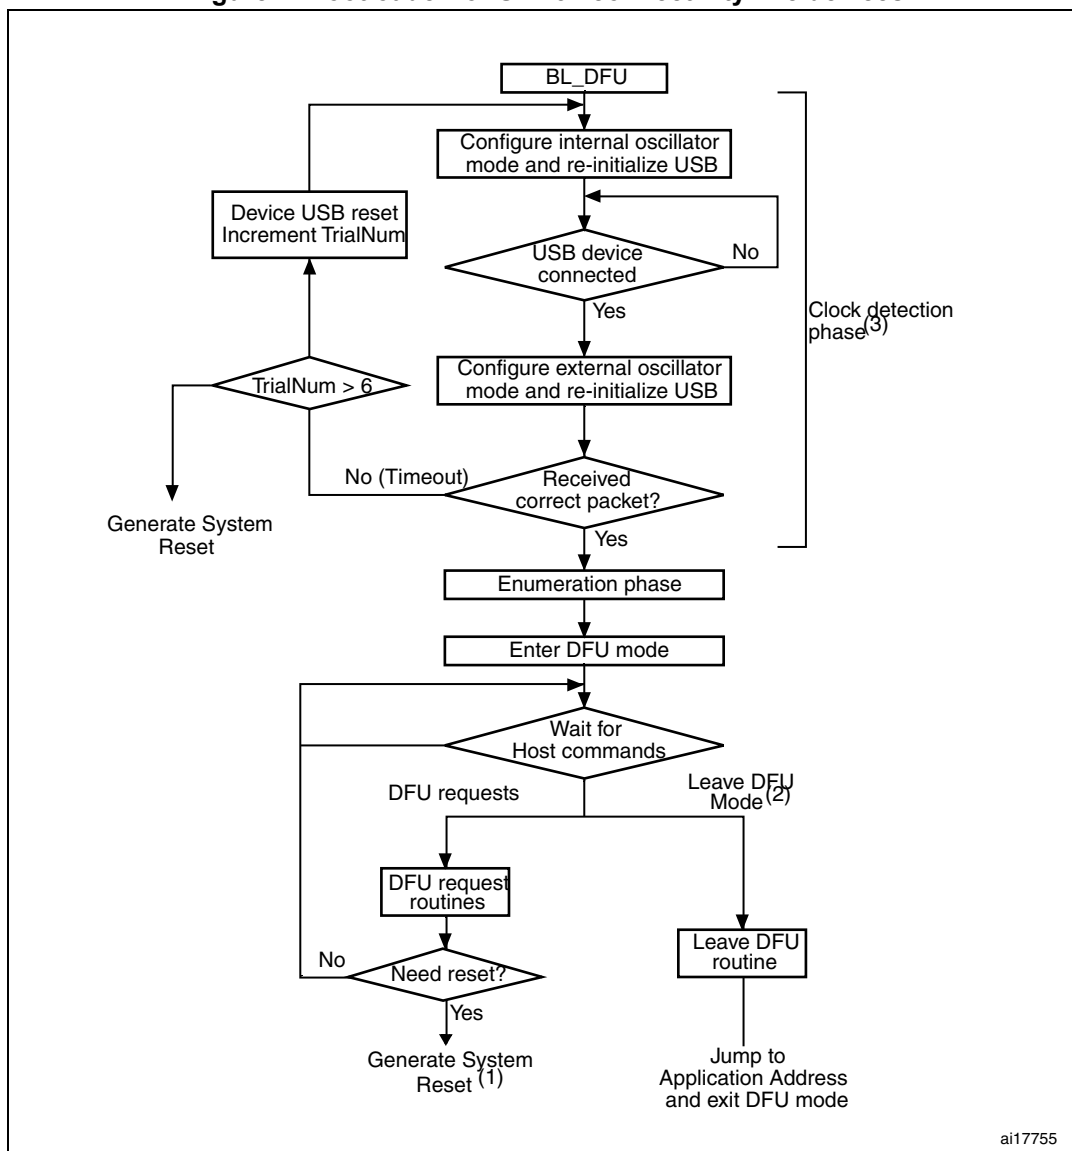 BL_DFU
Configure internal oscillator
mode and re-initialize USB
Device USB reset
Increment TrialNum
USB device
connected
No
Yes
Clock detection
phase(3)
Configure external oscillator
mode and re-initialize USB
TrialNum > 6
No (Timeout)
Received
correct packet?
Generate System
Reset
Yes
Enumeration phase
Enter DFU mode
Wait for
Host commands
DFU requests
Leave DFU
Mode(2)
DFU request
routines
Leave DFU
routine
No
Need reset?
Yes
Generate System
Reset (1)
Jump to
Application Address
and exit DFU mode
ai17755